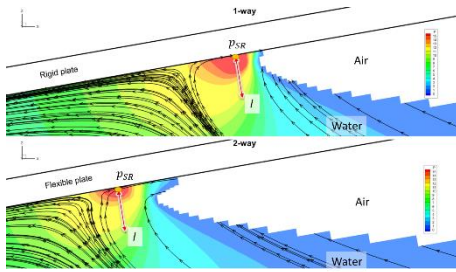 1-way
p_SR
Rigid plate
Air
l
Water
2-way
p_SR
Flexible plate
Air
l
Water